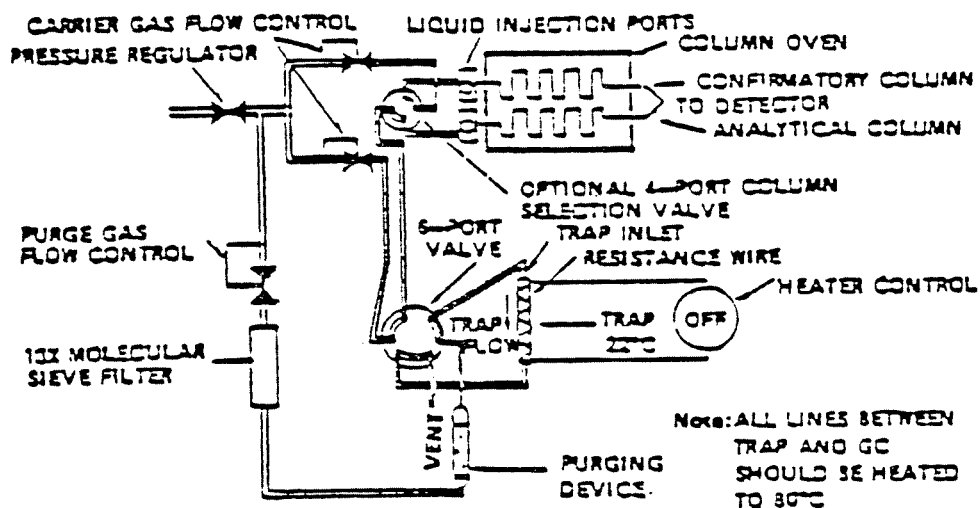 CARRIER GAS FLOW CONTROL
PRESSURE REGULATOR
LIQUID INJECTION PORTS
COLUMN OVEN
CONFIRMATORY COLUMN
TO DETECTOR
ANALYTICAL COLUMN
OPTIONAL 4-PORT COLUMN
SELECTION VALVE
6-PORT
VALVE
TRAP INLET
RESISTANCE WIRE
HEATER CONTROL
PURGE GAS
FLOW CONTROL
13X MOLECULAR
SIEVE FILTER
TRAP
FLOW
TRAP
22°C
OFF
VENT
PURGING
DEVICE
Note: ALL LINES BETWEEN
TRAP AND GC
SHOULD BE HEATED
TO 80°C